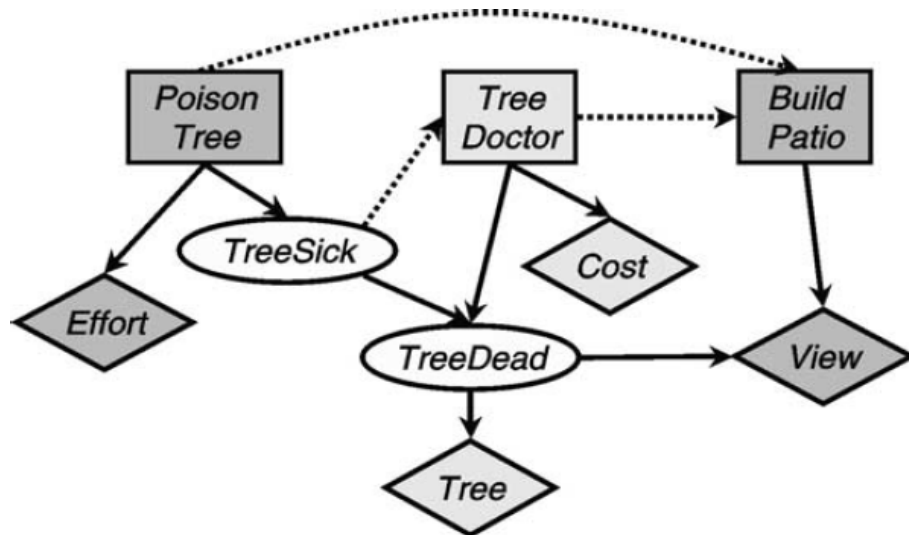 Poison
Tree
Tree
Doctor
Build
Patio
TreeSick
Cost
Effort
TreeDead
View
Tree